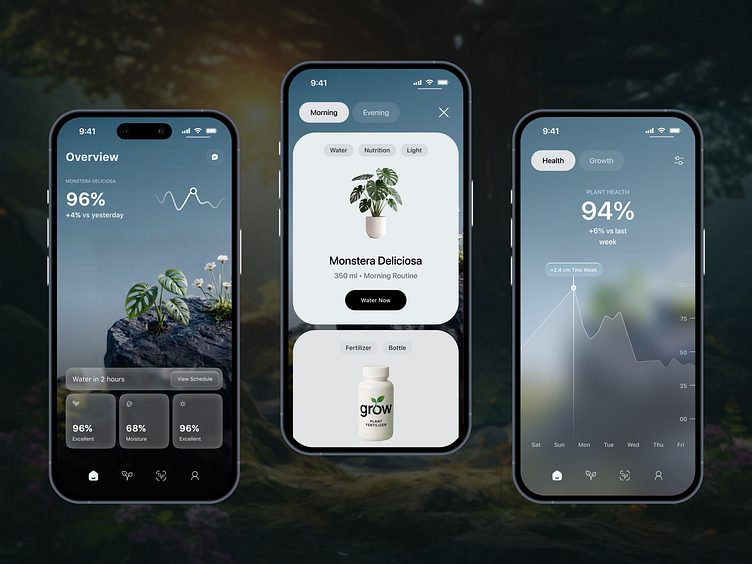 9:41
Overview
MONSTERA DELICIOSA
96%
+4% vs yesterday
Water in 2 hours
View Schedule
96%
Excellent
68%
Moisture
96%
Excellent
9:41
Morning
Evening
Water
Nutrition
Light
Monstera Deliciosa
350 ml • Morning Routine
Water Now
Fertilizer
Bottle
grow
PLANT
FERTILIZER
9:41
Health
Growth
PLANT HEALTH
94%
+6% vs last
week
+2.4 cm This Week
100
50
25
00
Sat
Sun
Mon
Tue
Wed
Thu
Fri